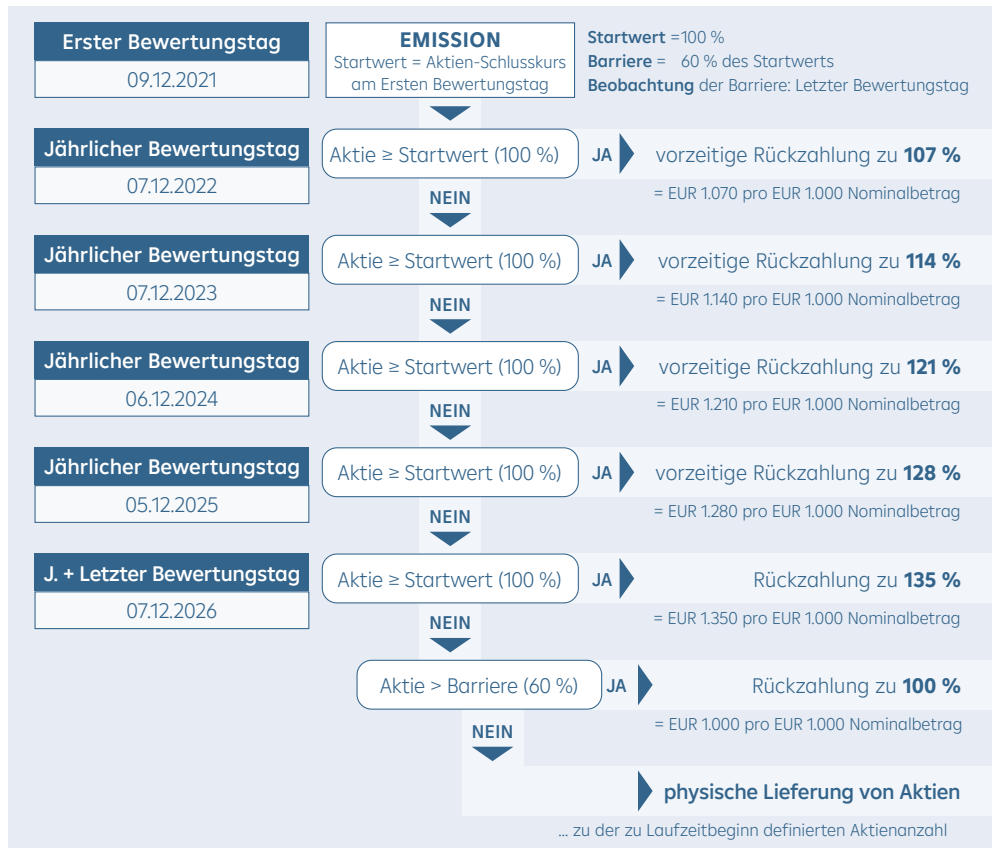 Erster Bewertungstag
09.12.2021
EMISSION
Startwert = Aktien-Schlusskurs
am Ersten Bewertungstag
Startwert =100 %
Barriere = 60 % des Startwerts
Beobachtung der Barriere: Letzter Bewertungstag
Jährlicher Bewertungstag
07.12.2022
Aktie ≥ Startwert (100 %)
JA
vorzeitige Rückzahlung zu 107 %
= EUR 1.070 pro EUR 1.000 Nominalbetrag
NEIN
Jährlicher Bewertungstag
07.12.2023
Aktie ≥ Startwert (100 %)
JA
vorzeitige Rückzahlung zu 114 %
= EUR 1.140 pro EUR 1.000 Nominalbetrag
NEIN
Jährlicher Bewertungstag
06.12.2024
Aktie ≥ Startwert (100 %)
JA
vorzeitige Rückzahlung zu 121 %
= EUR 1.210 pro EUR 1.000 Nominalbetrag
NEIN
Jährlicher Bewertungstag
05.12.2025
Aktie ≥ Startwert (100 %)
JA
vorzeitige Rückzahlung zu 128 %
= EUR 1.280 pro EUR 1.000 Nominalbetrag
NEIN
J. + Letzter Bewertungstag
07.12.2026
Aktie ≥ Startwert (100 %)
JA
Rückzahlung zu 135 %
= EUR 1.350 pro EUR 1.000 Nominalbetrag
NEIN
Aktie > Barriere (60 %)
JA
Rückzahlung zu 100 %
= EUR 1.000 pro EUR 1.000 Nominalbetrag
NEIN
physische Lieferung von Aktien
... zu der zu Laufzeitbeginn definierten Aktienanzahl